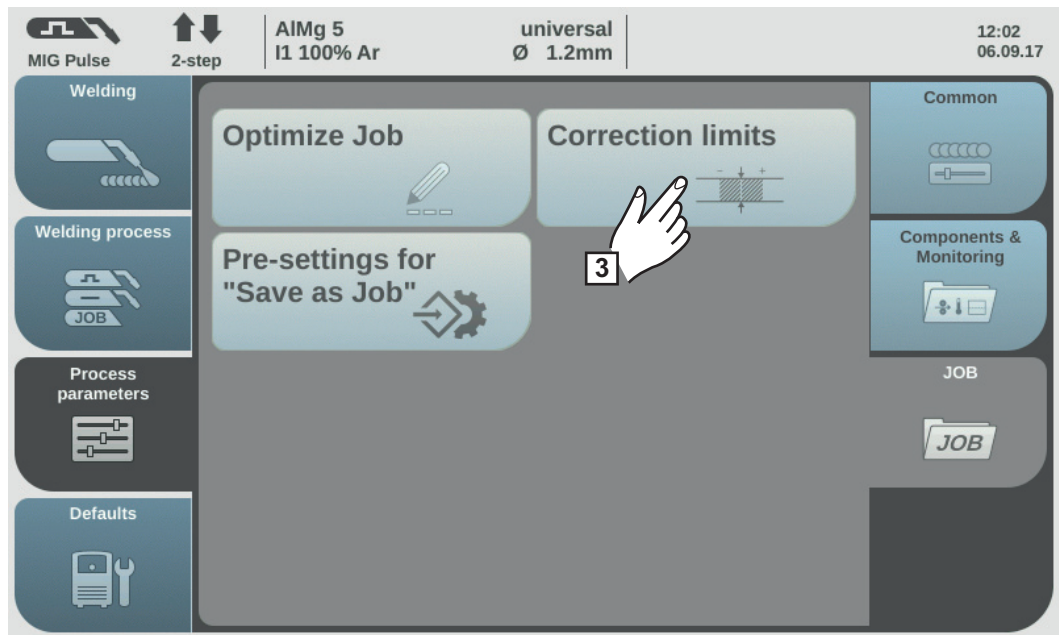 MIG Pulse
2-step
AlMg 5
I1 100% Ar
universal
Ø 1.2mm
12:02
06.09.17
Welding
Welding process
JOB
Process
parameters
Defaults
Optimize Job
Correction limits
- +
3
Pre-settings for
"Save as Job"
Common
Components &
Monitoring
JOB
JOB